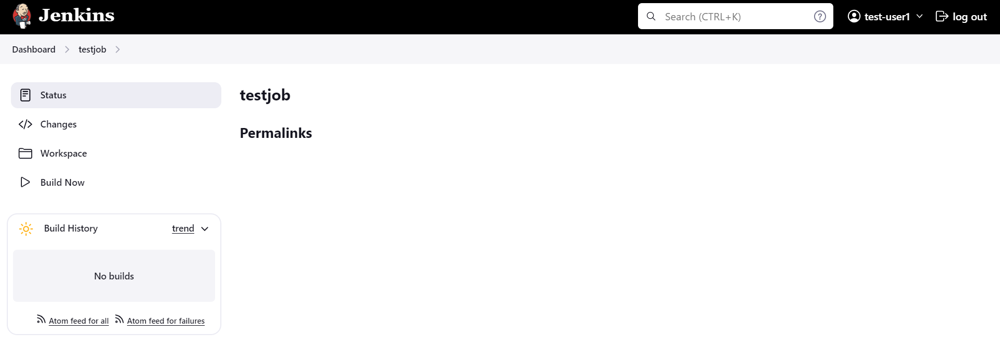 Jenkins
Search (CTRL+K)
?
test-user1
log out
Dashboard
testjob
Status
Changes
Workspace
Build Now
testjob
Permalinks
Build History
trend
No builds
Atom feed for all
Atom feed for failures